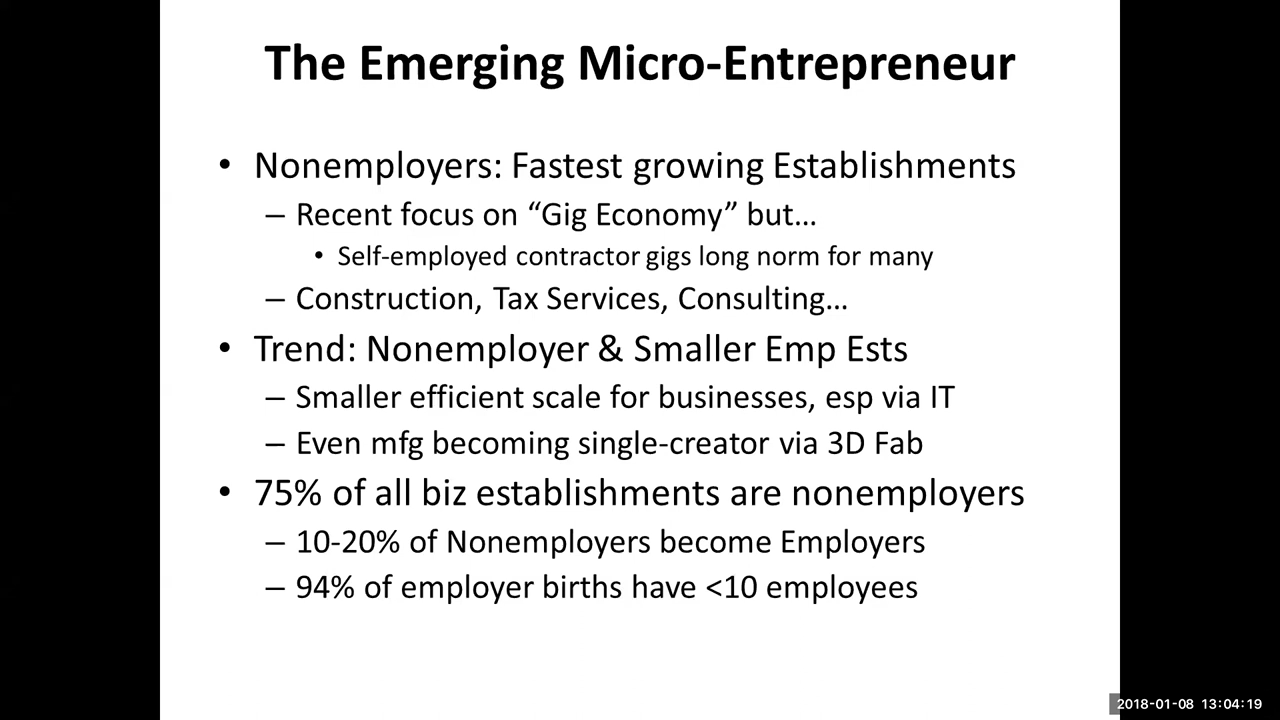 The Emerging Micro-Entrepreneur
• Nonemployers: Fastest growing Establishments
– Recent focus on “Gig Economy” but…
• Self-employed contractor gigs long norm for many
– Construction, Tax Services, Consulting…
• Trend: Nonemployer & Smaller Emp Ests
– Smaller efficient scale for businesses, esp via IT
– Even mfg becoming single-creator via 3D Fab
• 75% of all biz establishments are nonemployers
– 10-20% of Nonemployers become Employers
– 94% of employer births have <10 employees
2018-01-08 13:04:19